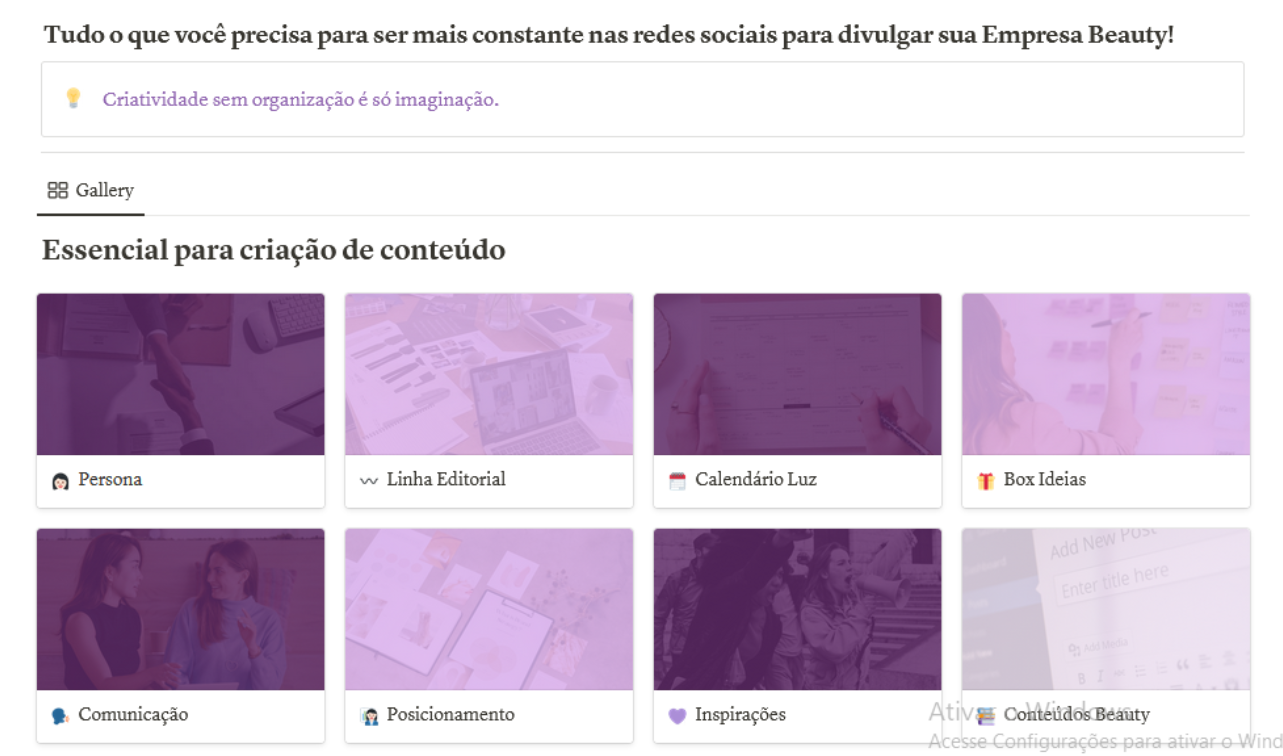 Tudo o que você precisa para ser mais constante nas redes sociais para divulgar sua Empresa Beauty!
Criatividade sem organização é só imaginação.
Gallery
Essencial para criação de conteúdo
Persona
Linha Editorial
Calendário Luz
Box Ideias
Add New Post
Enter title here
Add Media
B I
Comunicação
Posicionamento
Inspirações
Conteúdos Beauty
Ativar o Windows
Acesse Configurações para ativar o Wind